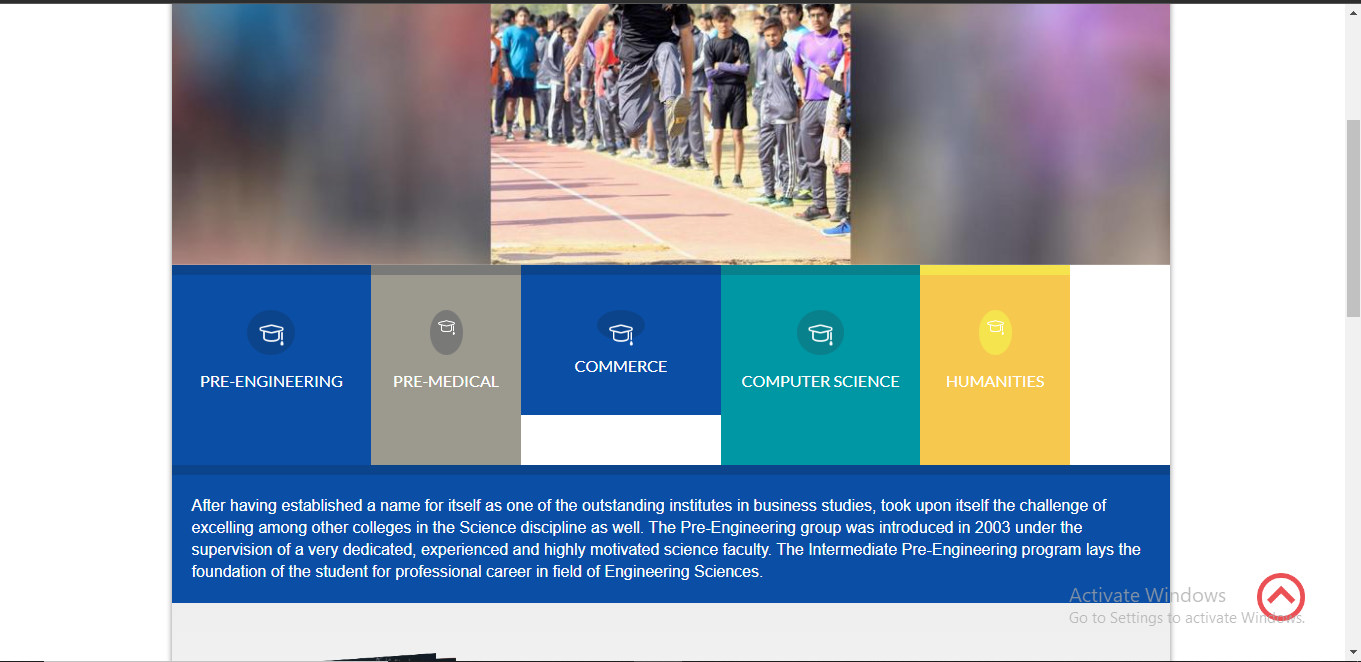 PRE-ENGINEERING
PRE-MEDICAL
COMMERCE
COMPUTER SCIENCE
HUMANITIES
After having established a name for itself as one of the outstanding institutes in business studies, took upon itself the challenge of
excelling among other colleges in the Science discipline as well. The Pre-Engineering group was introduced in 2003 under the
supervision of a very dedicated, experienced and highly motivated science faculty. The Intermediate Pre-Engineering program lays the
foundation of the student for professional career in field of Engineering Sciences.
Activate Windows
Go to Settings to activate Windows.